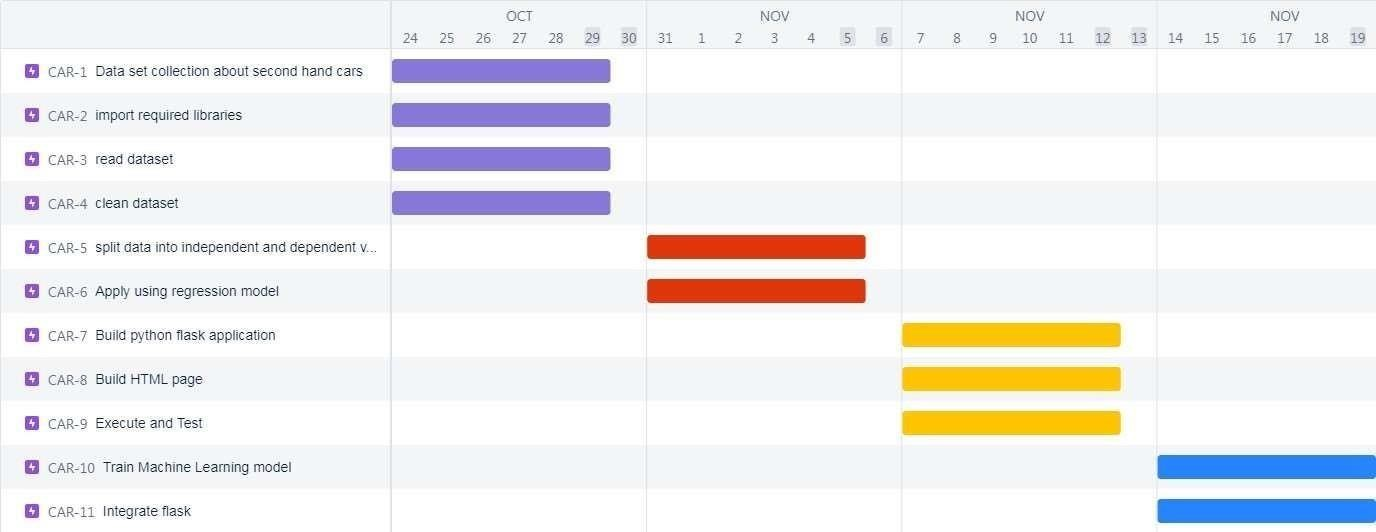 OCT NOV NOV NOV
24 25 26 27 28 29 30 31 1 2 3 4 5 6 7 8 9 10 11 12 13 14 15 16 17 18 19
CAR-1 Data set collection about second hand cars
CAR-2 import required libraries
CAR-3 read dataset
CAR-4 clean dataset
CAR-5 split data into independent and dependent v...
CAR-6 Apply using regression model
CAR-7 Build python flask application
CAR-8 Build HTML page
CAR-9 Execute and Test
CAR-10 Train Machine Learning model
CAR-11 Integrate flask